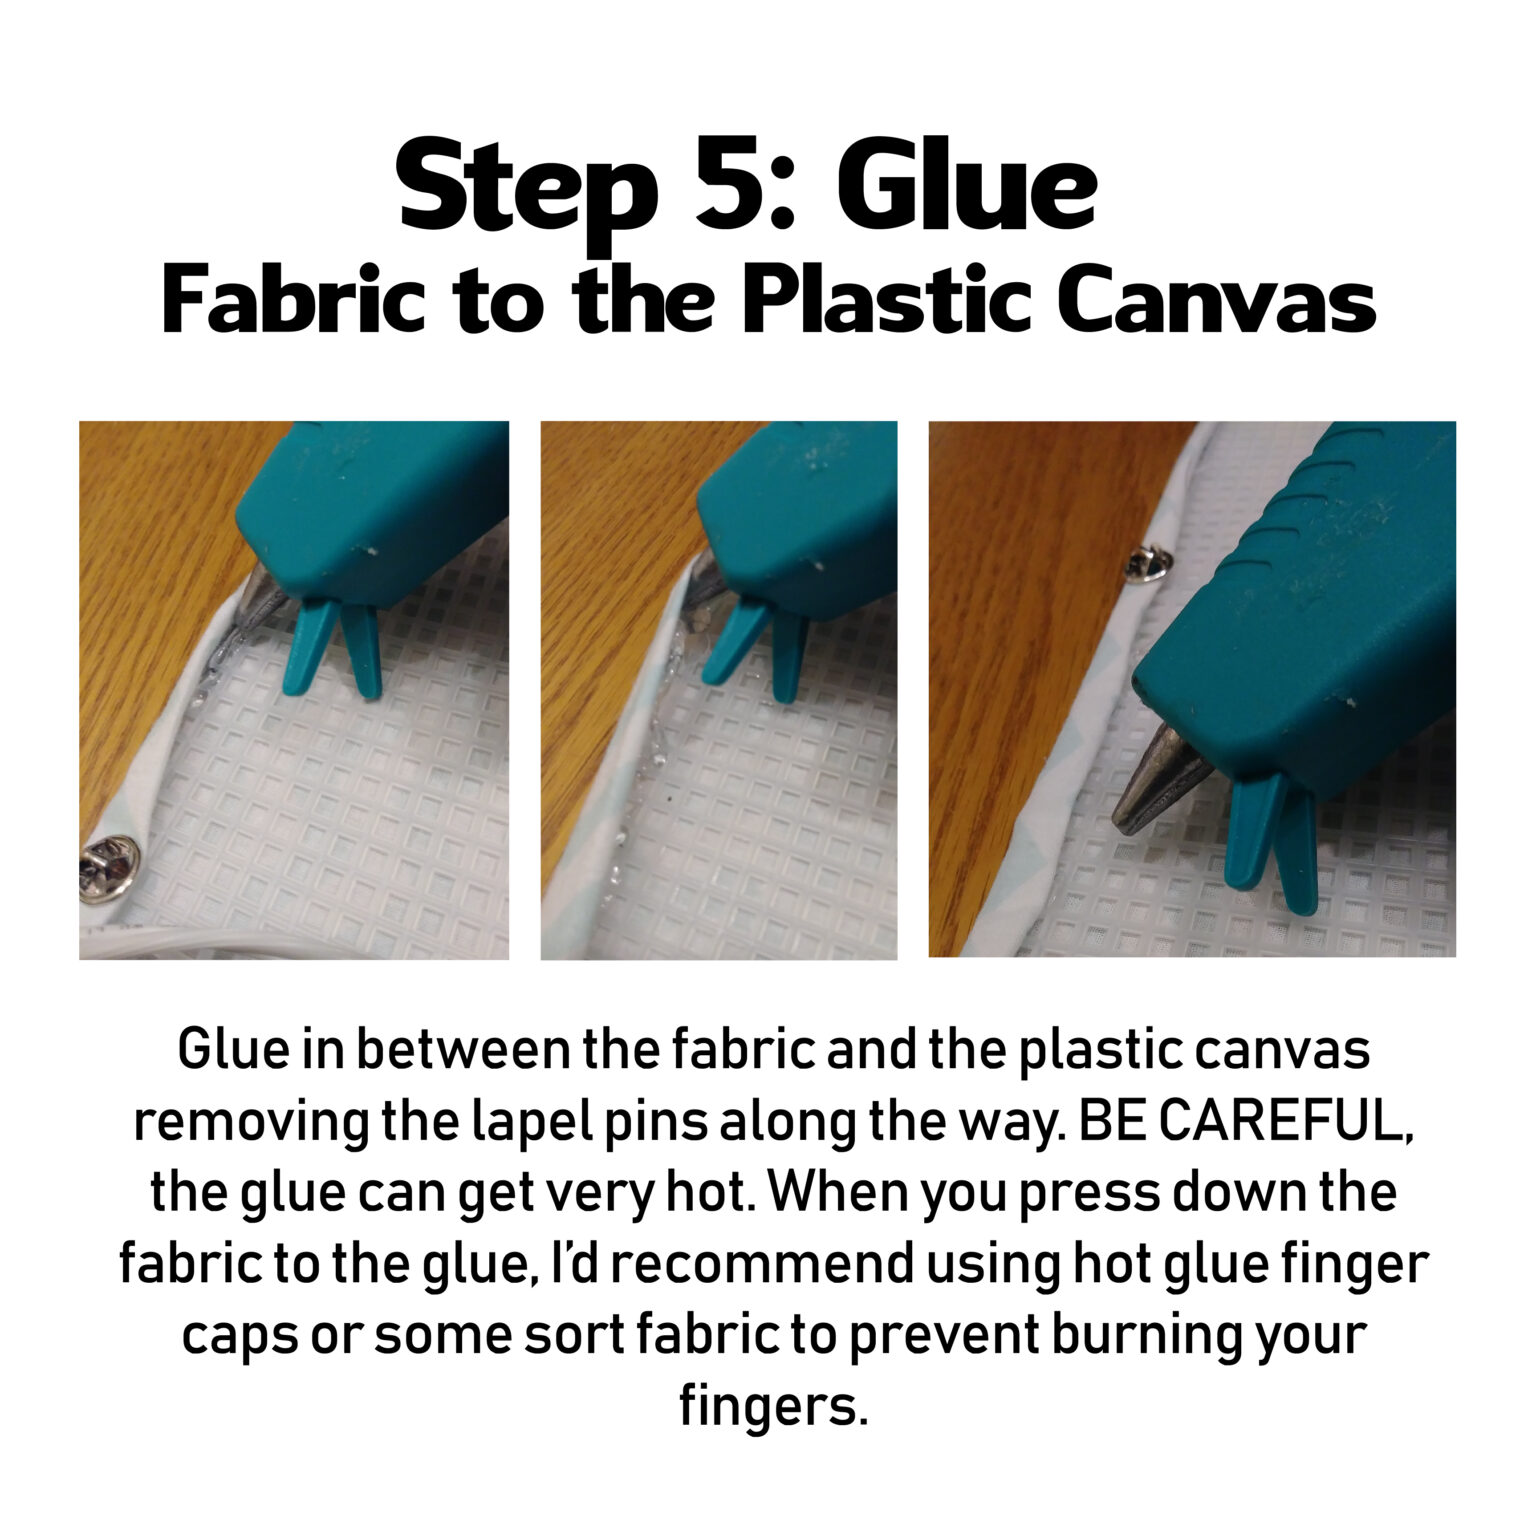 Step 5: Glue
Fabric to the Plastic Canvas
Glue in between the fabric and the plastic canvas
removing the lapel pins along the way. BE CAREFUL,
the glue can get very hot. When you press down the
fabric to the glue, I'd recommend using hot glue finger
caps or some sort fabric to prevent burning your
fingers.